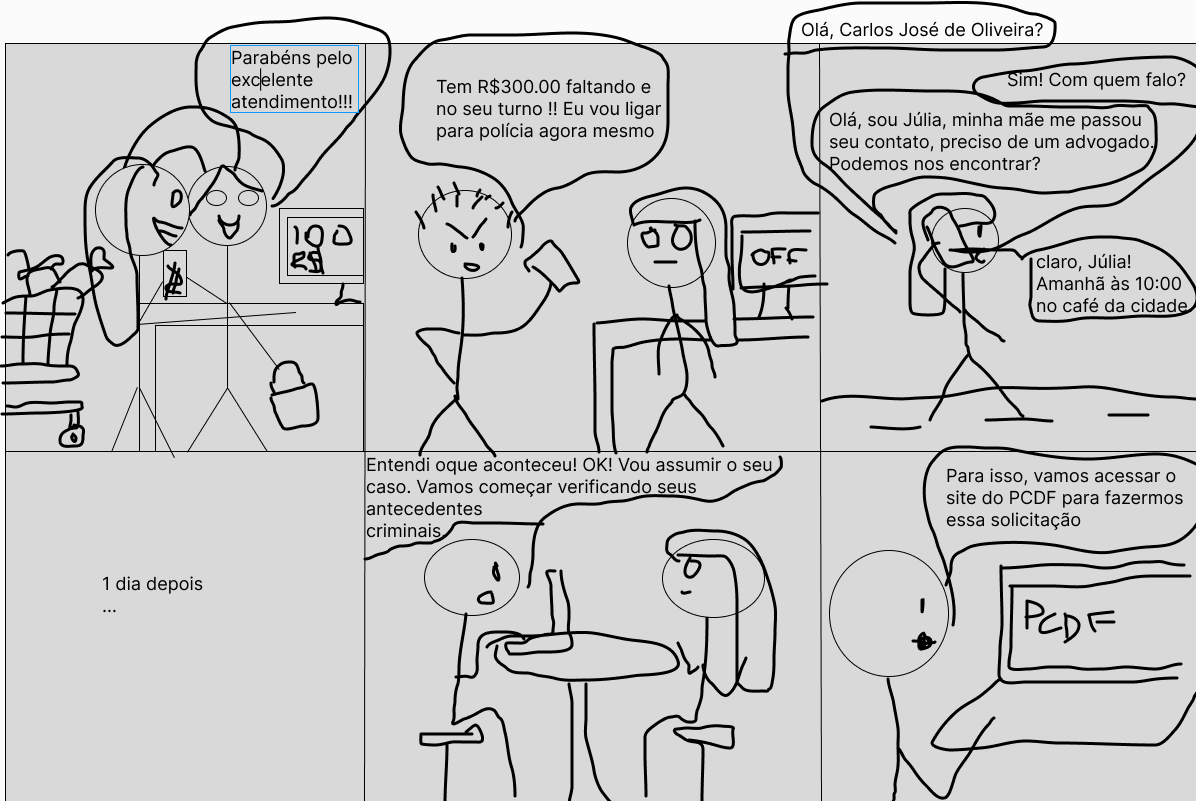 Parabéns pelo
excelente
atendimento!!!
100
R$
Tem R$300.00 faltando e
no seu turno !! Eu vou ligar
para polícia agora mesmo
OFF
Olá, Carlos José de Oliveira?
Sim! Com quem falo?
Olá, sou Júlia, minha mãe me passou
seu contato, preciso de um advogado.
Podemos nos encontrar?
claro, Júlia!
Amanhã às 10:00
no café da cidade
1 dia depois
...
Entendi oque aconteceu! OK! Vou assumir o seu
caso. Vamos começar verificando seus
antecedentes
criminais
Para isso, vamos acessar o
site do PCDF para fazermos
essa solicitação
PCDF